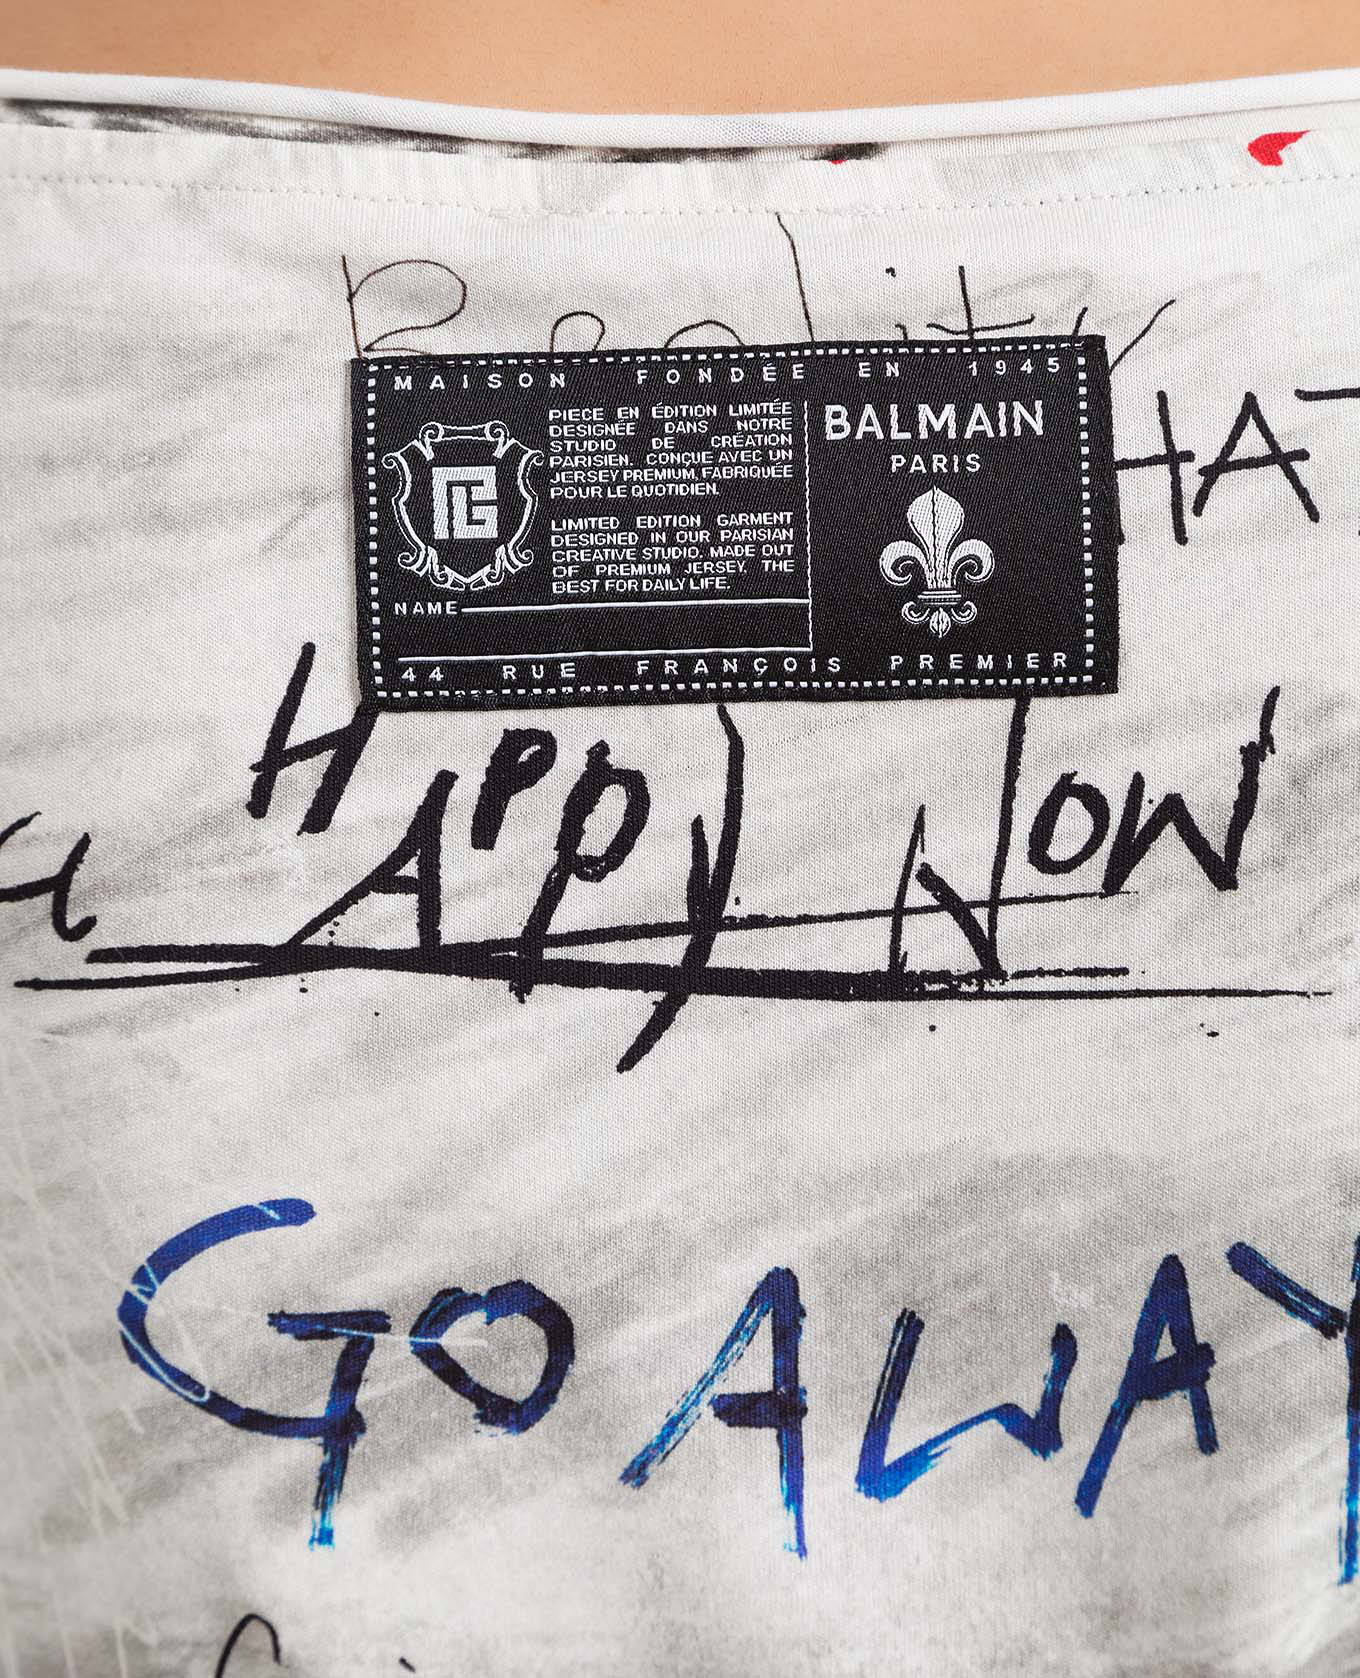 Reality
MAISON FONDÉE EN 1945
PIECE EN ÉDITION LIMITÉE
DESIGNÉE DANS NOTRE
STUDIO DE CRÉATION
PARISIEN. CONÇUE AVEC UN
JERSEY PREMIUM, FABRIQUÉE
POUR LE QUOTIDIEN.
LIMITED EDITION GARMENT
DESIGNED IN OUR PARISIAN
CREATIVE STUDIO. MADE OUT
OF PREMIUM JERSEY, THE
BEST FOR DAILY LIFE.
NAME
BALMAIN
PARIS
44 RUE FRANÇOIS PREMIER
HAT
HAPPY NOW
HAPPY N
GO AWAY